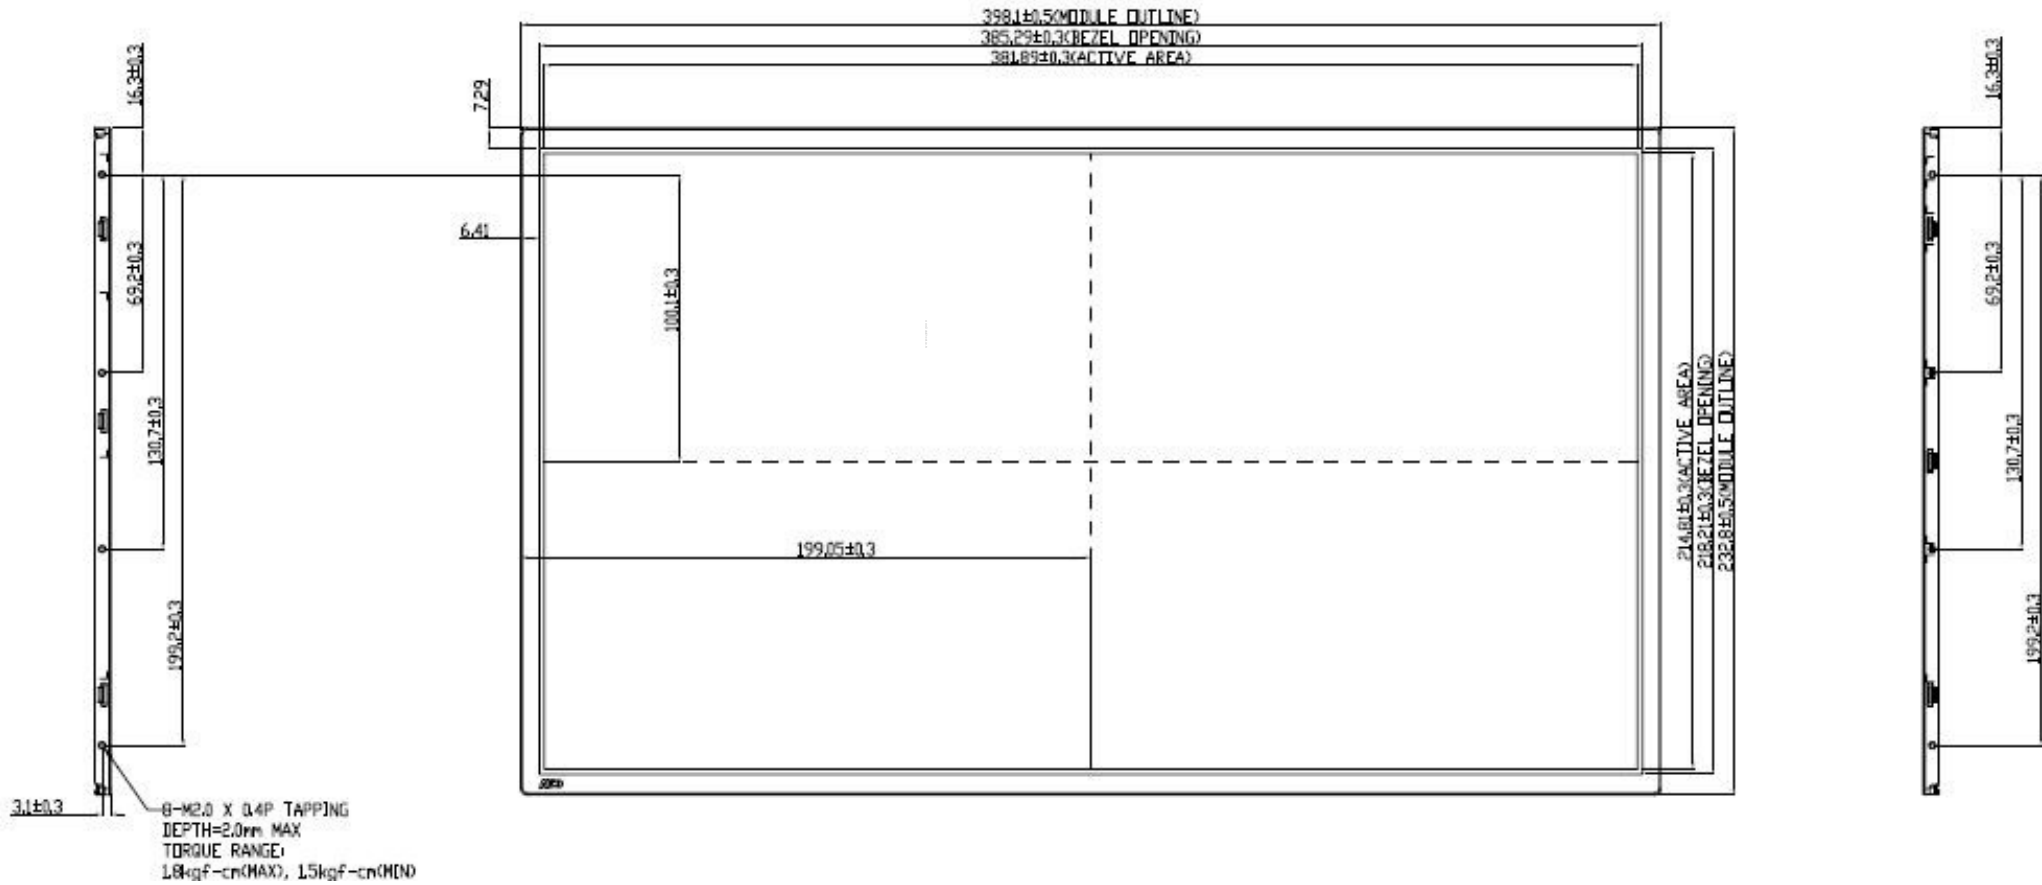 398.1±0.5(MODULE OUTLINE)
385.29±0.3(BEZEL OPENING)
381.89±0.3(ACTIVE AREA)
16.3±0.3
7.29
16.3±0.3
6.41
69.2±0.3
100.1±0.3
69.2±0.3
130.7±0.3
214.81±0.3(ACTIVE AREA)
218.21±0.3(BEZEL OPENING)
232.8±0.5(MODULE OUTLINE)
130.7±0.3
199.05±0.3
199.2±0.3
199.2±0.3
3.1±0.3
8-M2.0 X 0.4P TAPPING
DEPTH=2.0mm MAX
TORQUE RANGE:
1.8kgf-cm(MAX), 1.5kgf-cm(MIN)